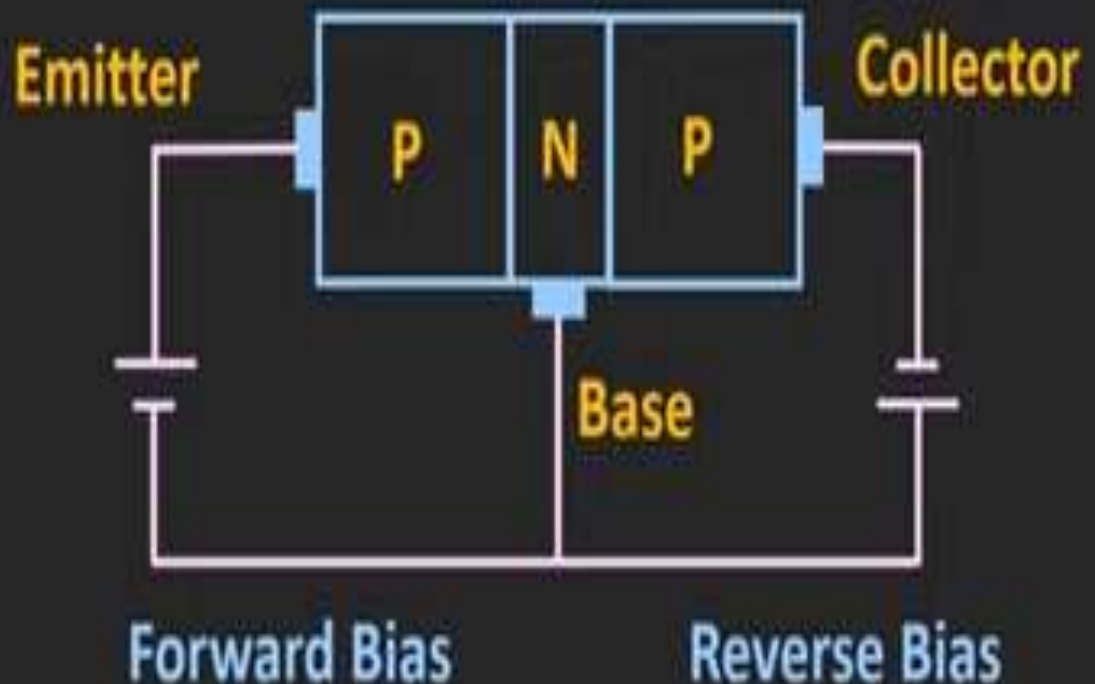 Emitter
Collector
P
N
P
Base
Forward Bias
Reverse Bias